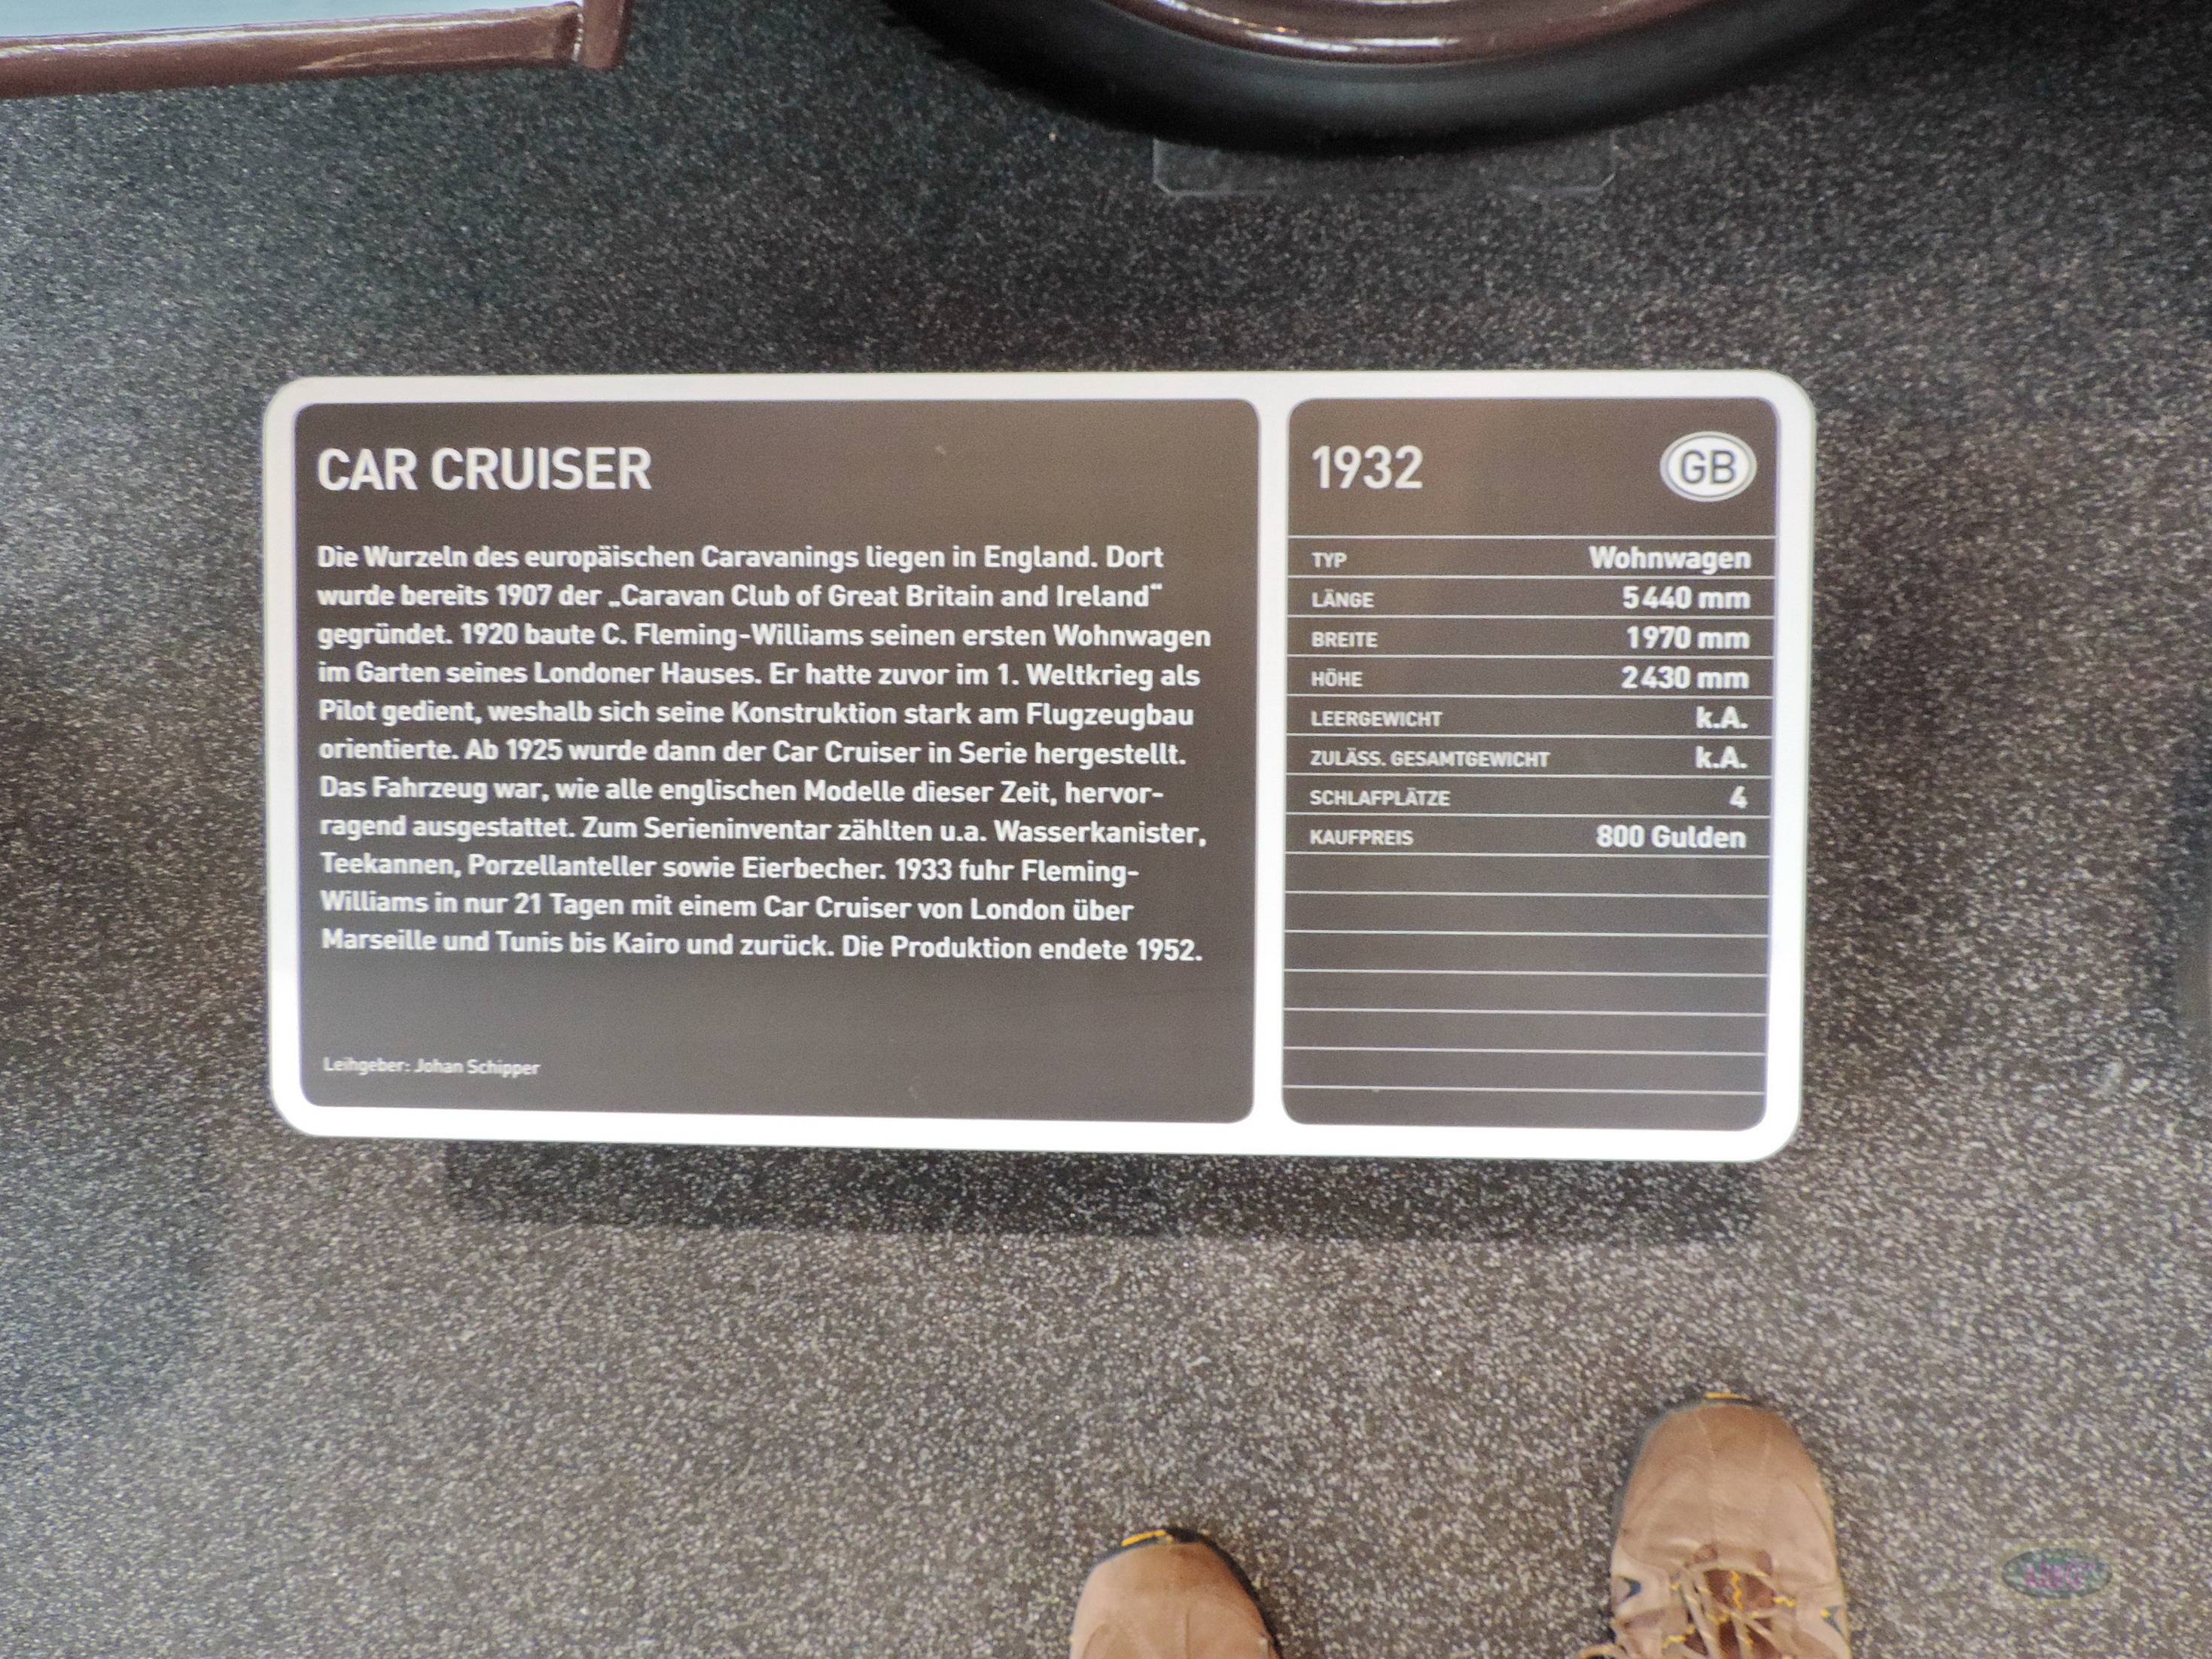 CAR CRUISER
Die Wurzeln des europäischen Caravanings liegen in England. Dort
wurde bereits 1907 der „Caravan Club of Great Britain and Ireland“
gegründet. 1920 baute C. Fleming-Williams seinen ersten Wohnwagen
im Garten seines Londoner Hauses. Er hatte zuvor im 1. Weltkrieg als
Pilot gedient, weshalb sich seine Konstruktion stark am Flugzeugbau
orientierte. Ab 1925 wurde dann der Car Cruiser in Serie hergestellt.
Das Fahrzeug war, wie alle englischen Modelle dieser Zeit, hervor-
ragend ausgestattet. Zum Serieninventar zählten u.a. Wasserkanister,
Teekannen, Porzellanteller sowie Eierbecher. 1933 fuhr Fleming-
Williams in nur 21 Tagen mit einem Car Cruiser von London über
Marseille und Tunis bis Kairo und zurück. Die Produktion endete 1952.
Leihgeber: Johan Schipper
1932 GB
TYP Wohnwagen
LÄNGE 5 440 mm
BREITE 1 970 mm
HÖHE 2 430 mm
LEERGEWICHT k.A.
ZULÄSS. GESAMTGEWICHT k.A.
SCHLAFPLÄTZE 4
KAUFPREIS 800 Gulden